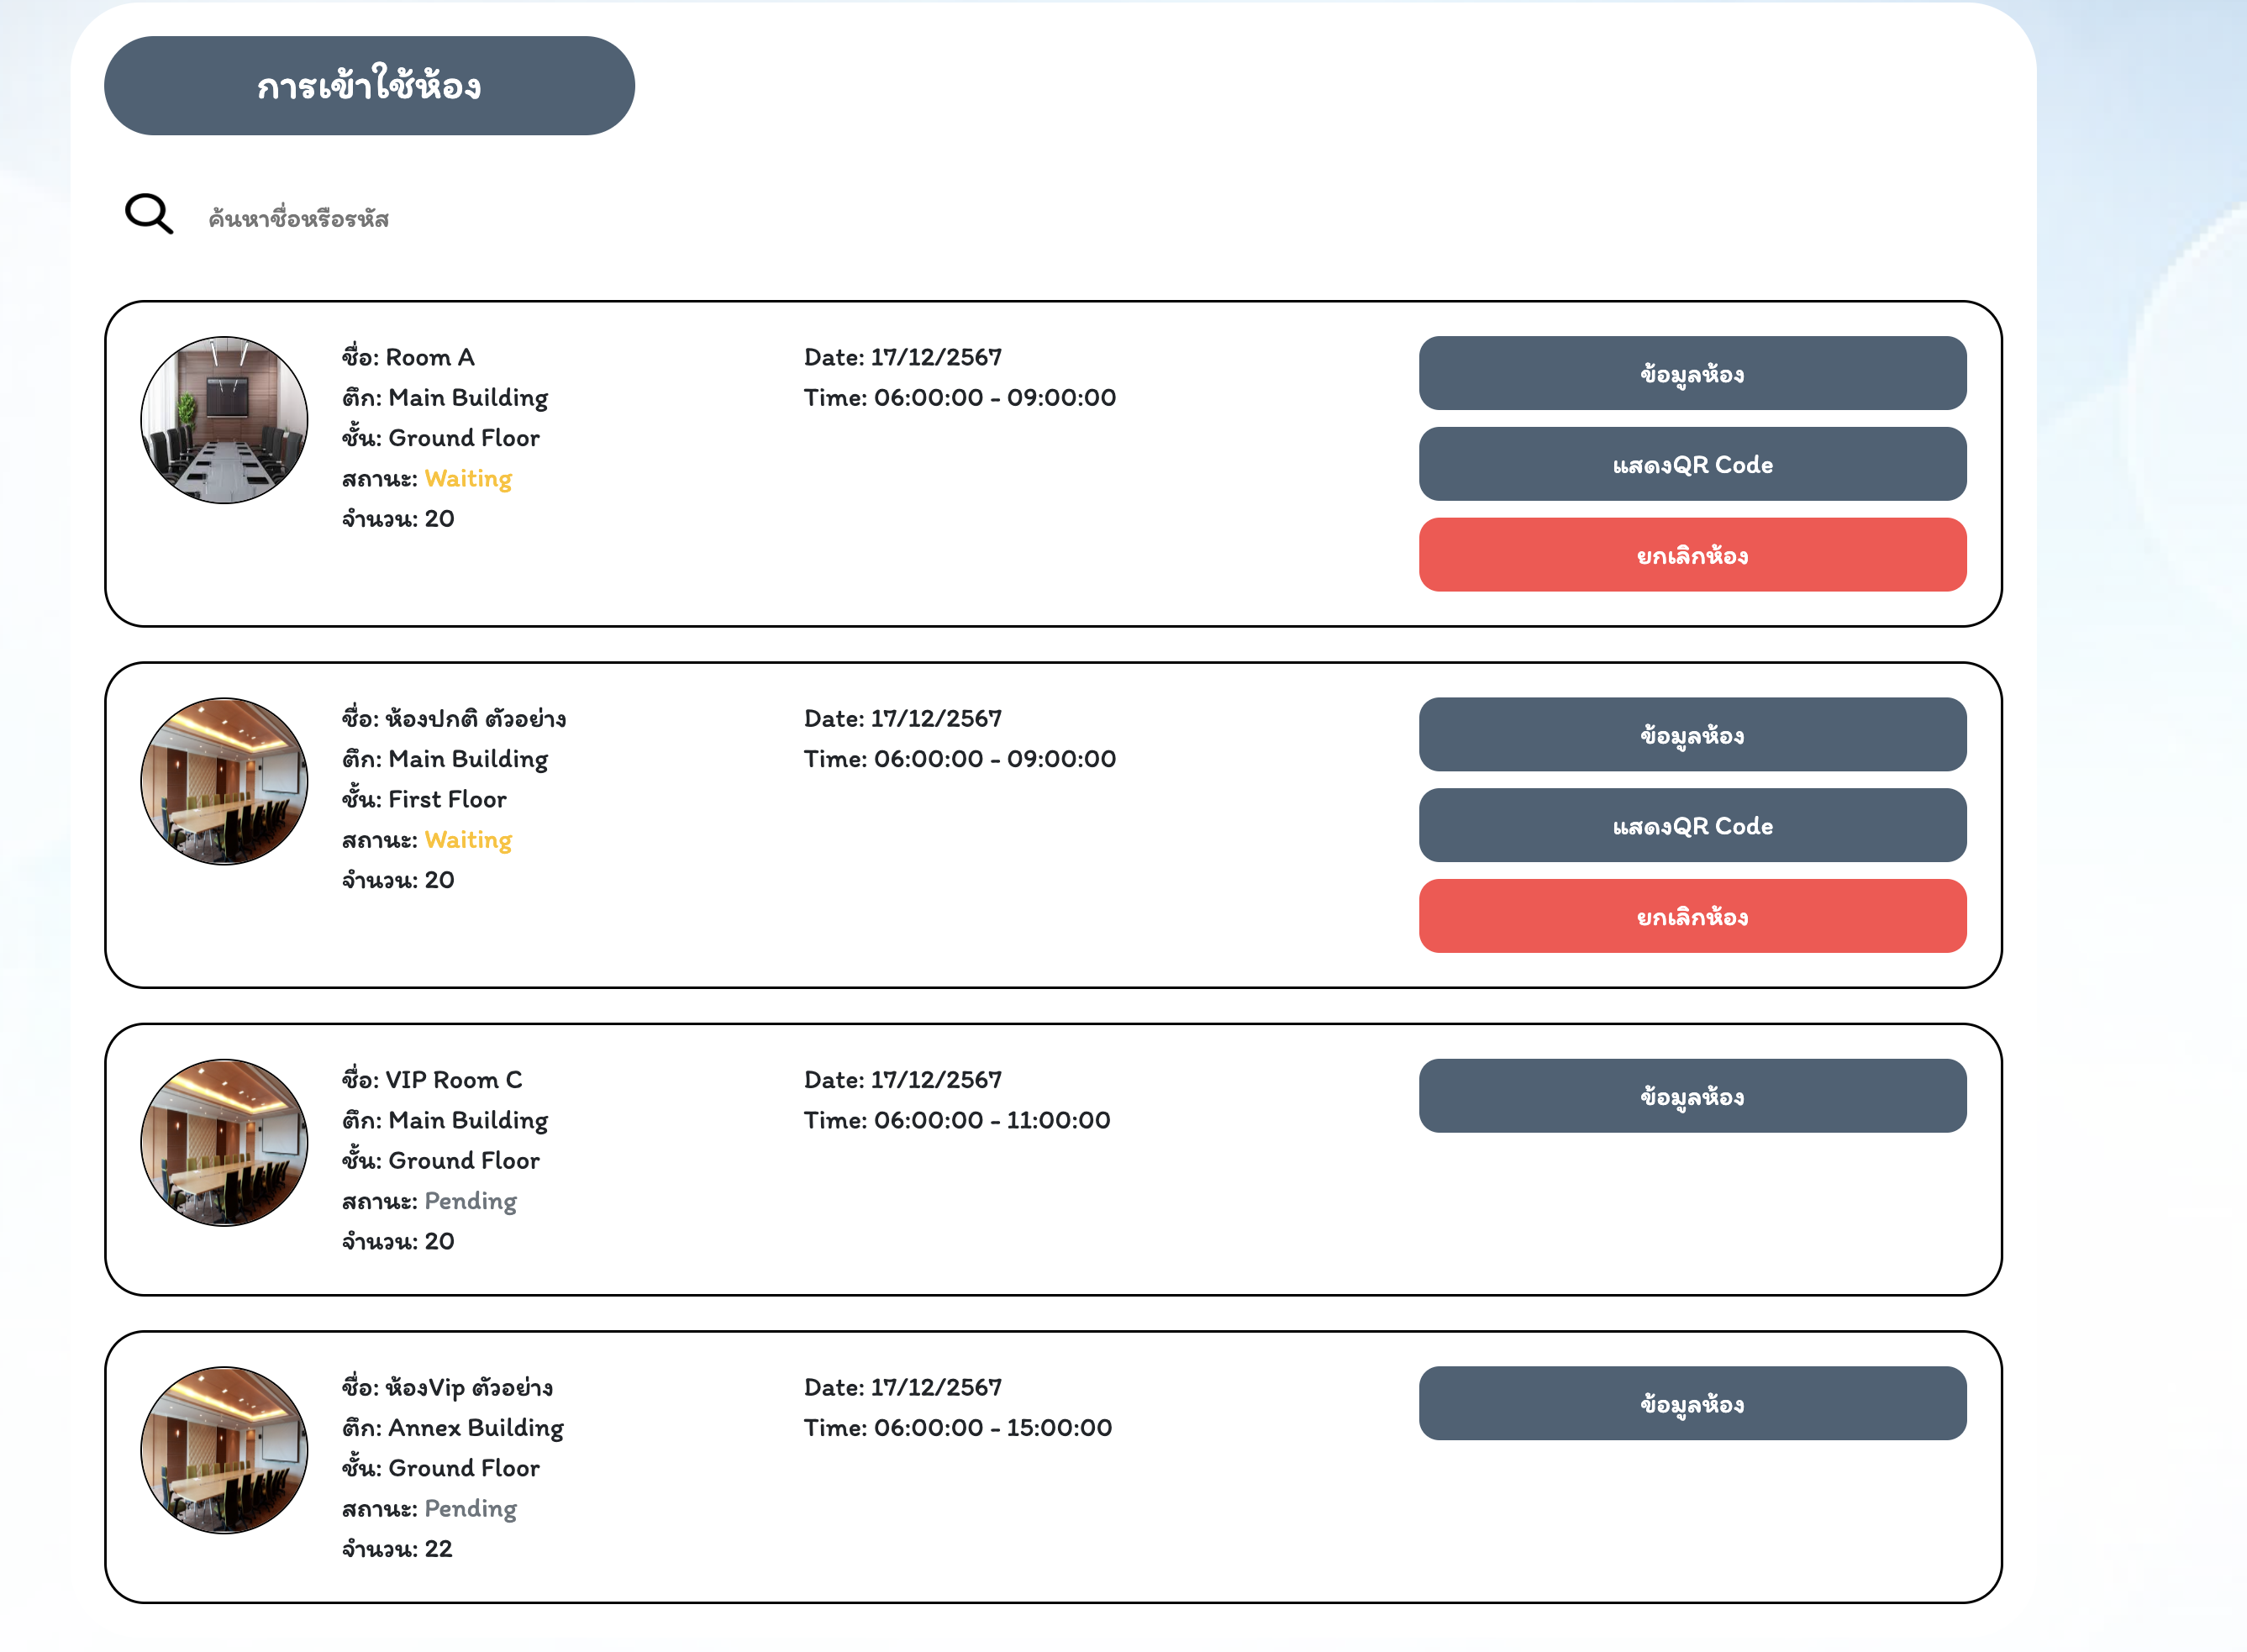 การเข้าใช้ห้อง
ค้นหาชื่อหรือรหัส
ชื่อ: Room A
ตึก: Main Building
ชั้น: Ground Floor
สถานะ: Waiting
จำนวน: 20
Date: 17/12/2567
Time: 06:00:00 - 09:00:00
ข้อมูลห้อง
แสดงQR Code
ยกเลิกห้อง
ชื่อ: ห้องปกติ ตัวอย่าง
ตึก: Main Building
ชั้น: First Floor
สถานะ: Waiting
จำนวน: 20
Date: 17/12/2567
Time: 06:00:00 - 09:00:00
ข้อมูลห้อง
แสดงQR Code
ยกเลิกห้อง
ชื่อ: VIP Room C
ตึก: Main Building
ชั้น: Ground Floor
สถานะ: Pending
จำนวน: 20
Date: 17/12/2567
Time: 06:00:00 - 11:00:00
ข้อมูลห้อง
ชื่อ: ห้องVip ตัวอย่าง
ตึก: Annex Building
ชั้น: Ground Floor
สถานะ: Pending
จำนวน: 22
Date: 17/12/2567
Time: 06:00:00 - 15:00:00
ข้อมูลห้อง